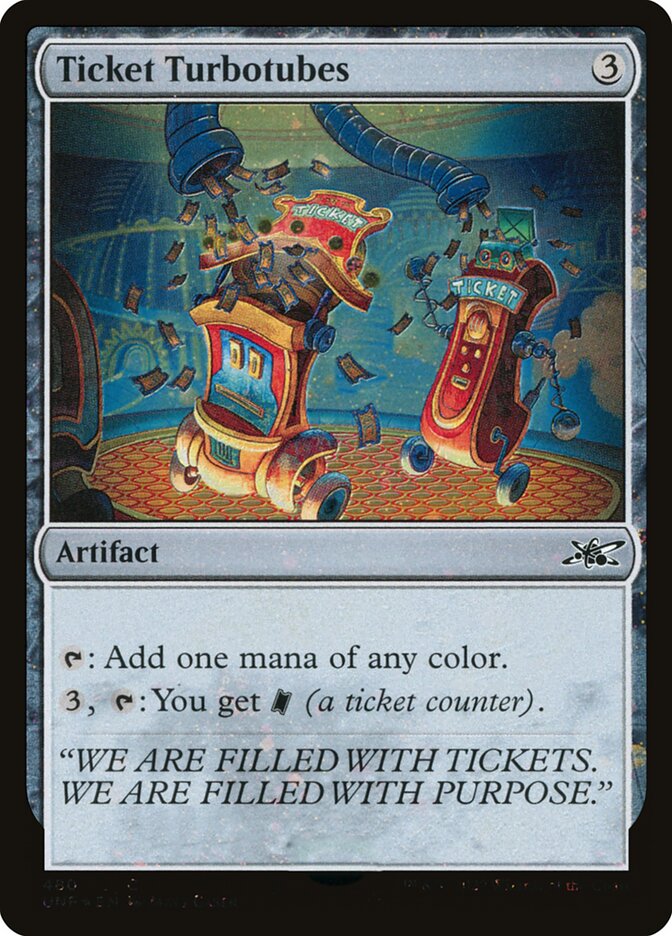 Ticket Turbotubes 3
TICKET
TICKET
Artifact
: Add one mana of any color.
3, : You get (a ticket counter).
“WE ARE FILLED WITH TICKETS.
WE ARE FILLED WITH PURPOSE.”